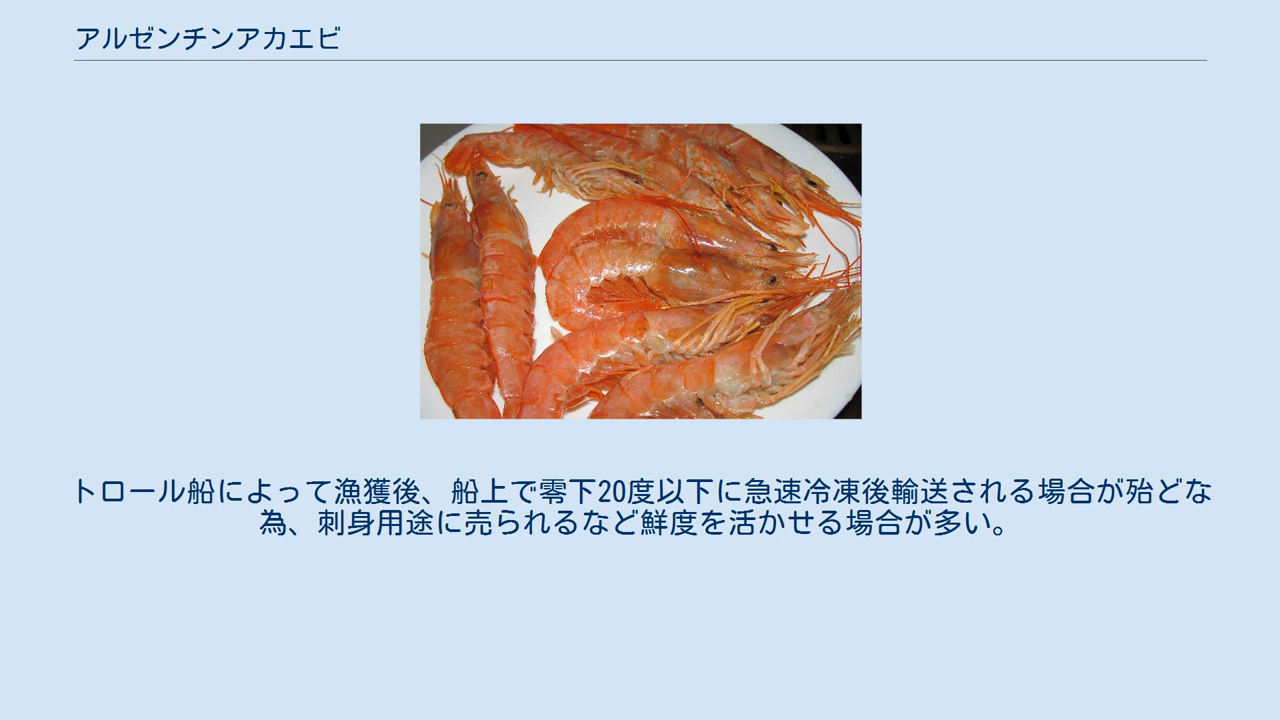 アルゼンチンアカエビ
トロール船によって漁獲後、船上で零下20度以下に急速冷凍後輸送される場合が殆どな
為、刺身用途に売られるなど鮮度を活かせる場合が多い。